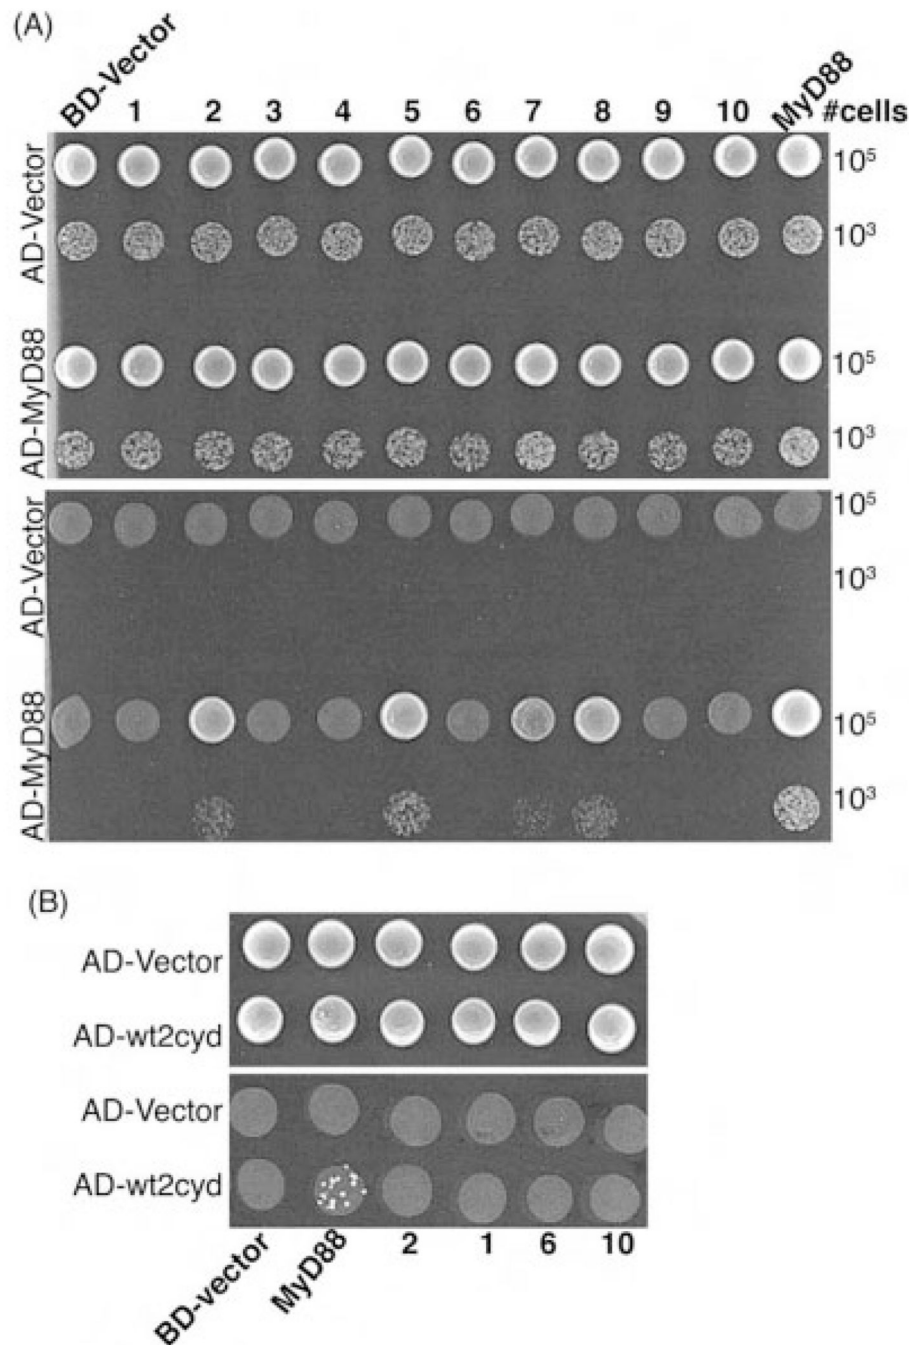 (A)
BD-Vector 1 2 3 4 5 6 7 8 9 10 MyD88 #cells
AD-Vector
10⁵
10³
AD-MyD88
10⁵
10³
AD-Vector
10⁵
10³
AD-MyD88
10⁵
10³
(B)
AD-Vector
AD-wt2cyd
AD-Vector
AD-wt2cyd
BD-vector MyD88 2 1 6 10